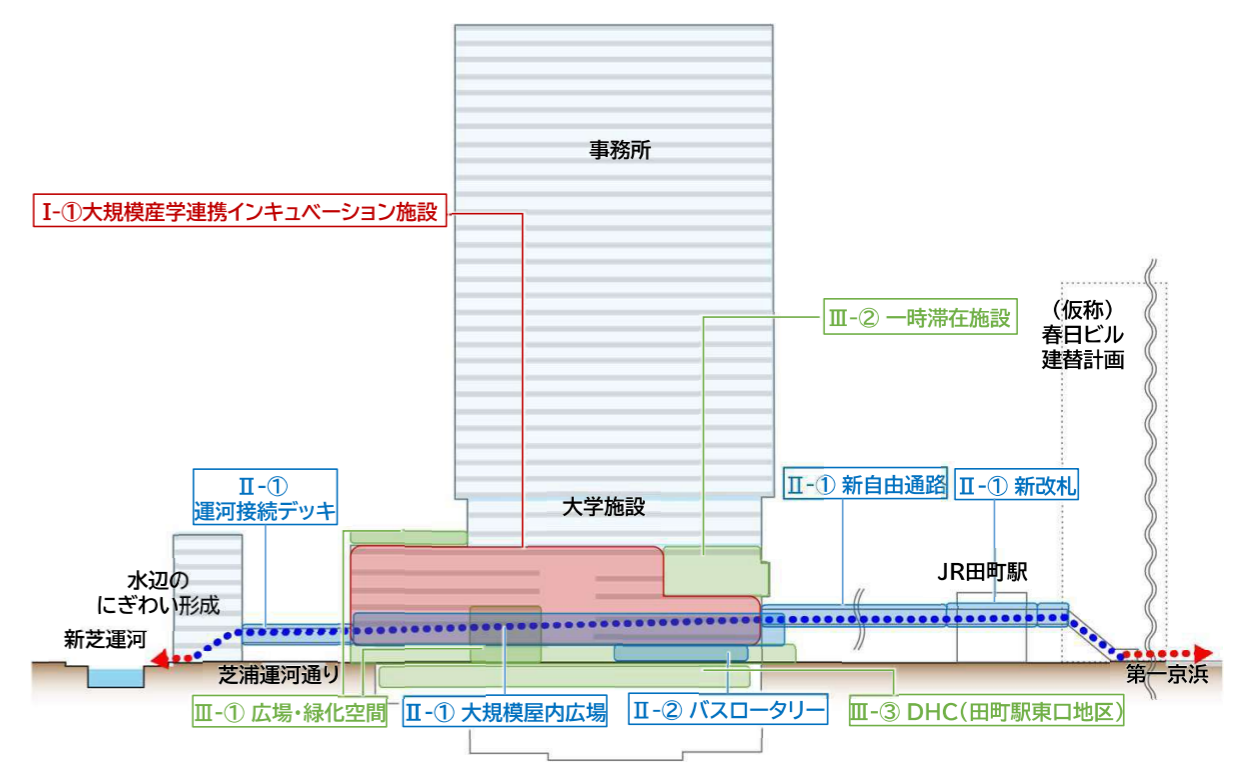 事務所
Ⅰ-①大規模産学連携インキュベーション施設
Ⅲ-② 一時滞在施設
(仮称)
春日ビル
建替計画
Ⅱ-①
運河接続デッキ
大学施設
Ⅱ-① 新自由通路
Ⅱ-① 新改札
JR田町駅
水辺の
にぎわい形成
新芝運河
芝浦運河通り
第一京浜
Ⅲ-① 広場・緑化空間
Ⅱ-① 大規模屋内広場
Ⅱ-② バスロータリー
Ⅲ-③ DHC(田町駅東口地区)